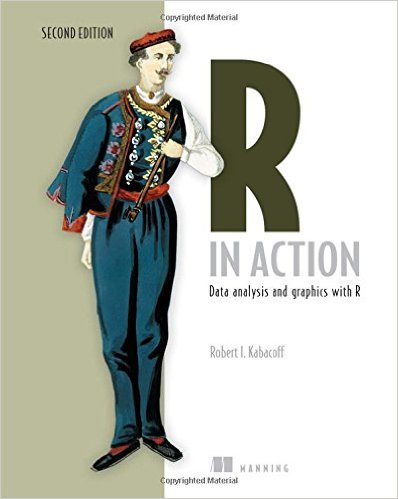 Copyrighted Material
SECOND EDITION
R
IN ACTION
Data analysis and graphics with R
Robert I. Kabacoff
MANNING
Copyrighted Material